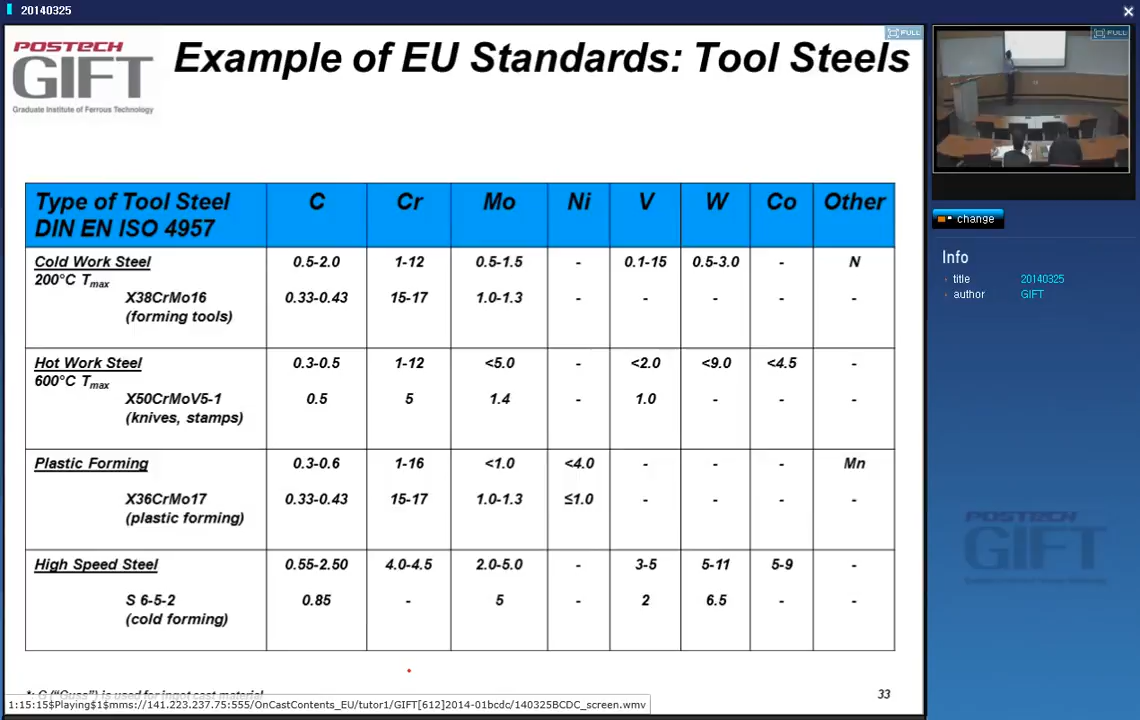 20140325
POSTECH
GIFT
Graduate Institute of Ferrous Technology
Example of EU Standards: Tool Steels
FULL
FULL
Type of Tool Steel DIN EN ISO 4957 C Cr Mo Ni V W Co Other
Cold Work Steel 0.5-2.0 1-12 0.5-1.5 - 0.1-15 0.5-3.0 - N
200°C Tmax
X38CrMo16 0.33-0.43 15-17 1.0-1.3 - - - - -
(forming tools)
Hot Work Steel 0.3-0.5 1-12 <5.0 - <2.0 <9.0 <4.5 -
600°C Tmax
X50CrMoV5-1 0.5 5 1.4 - 1.0 - - -
(knives, stamps)
Plastic Forming 0.3-0.6 1-16 <1.0 <4.0 - - - Mn
X36CrMo17 0.33-0.43 15-17 1.0-1.3 ≤1.0 - - - -
(plastic forming)
High Speed Steel 0.55-2.50 4.0-4.5 2.0-5.0 - 3-5 5-11 5-9 -
S 6-5-2 0.85 - 5 - 2 6.5 - -
(cold forming)
*: G ("Guss") is used for ingot cast material
33
1:15:15$Playing$1$mms://141.223.237.75:555/OnCastContents_EU/tutor1/GIFT[612]2014-01bcdc/140325BCDC_screen.wmv
change
Info
title 20140325
author GIFT
POSTECH
GIFT